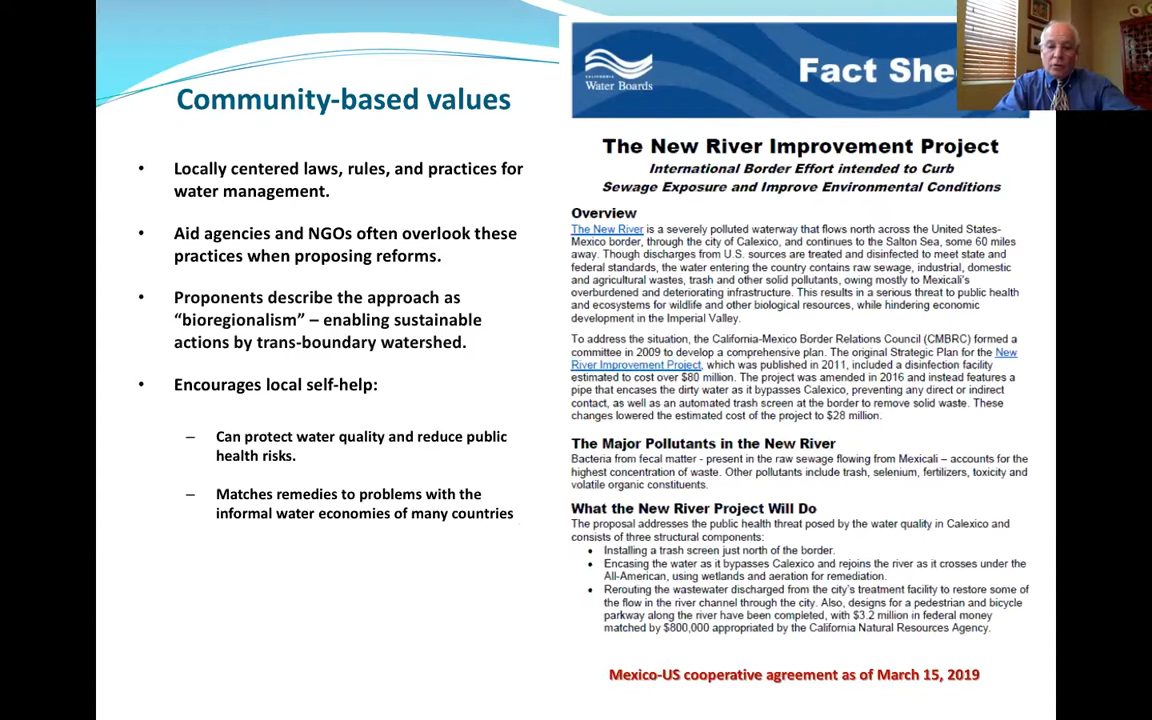 Community-based values
• Locally centered laws, rules, and practices for
water management.
• Aid agencies and NGOs often overlook these
practices when proposing reforms.
• Proponents describe the approach as
“bioregionalism” – enabling sustainable
actions by trans-boundary watershed.
• Encourages local self-help:
– Can protect water quality and reduce public
health risks.
– Matches remedies to problems with the
informal water economies of many countries
CALIFORNIA
Water Boards
Fact She
The New River Improvement Project
International Border Effort intended to Curb
Sewage Exposure and Improve Environmental Conditions
Overview
The New River is a severely polluted waterway that flows north across the United States-
Mexico border, through the city of Calexico, and continues to the Salton Sea, some 60 miles
away. Though discharges from U.S. sources are treated and disinfected to meet state and
federal standards, the water entering the country contains raw sewage, industrial, domestic
and agricultural wastes, trash and other solid pollutants, owing mostly to Mexicali's
overburdened and deteriorating infrastructure. This results in a serious threat to public health
and ecosystems for wildlife and other biological resources, while hindering economic
development in the Imperial Valley.
To address the situation, the California-Mexico Border Relations Council (CMBRC) formed a
committee in 2009 to develop a comprehensive plan. The original Strategic Plan for the New
River Improvement Project, which was published in 2011, included a disinfection facility
estimated to cost over $80 million. The project was amended in 2016 and instead features a
pipe that encases the dirty water as it bypasses Calexico, preventing any direct or indirect
contact, as well as an automated trash screen at the border to remove solid waste. These
changes lowered the estimated cost of the project to $28 million.
The Major Pollutants in the New River
Bacteria from fecal matter - present in the raw sewage flowing from Mexicali – accounts for the
highest concentration of waste. Other pollutants include trash, selenium, fertilizers, toxicity and
volatile organic constituents.
What the New River Project Will Do
The proposal addresses the public health threat posed by the water quality in Calexico and
consists of three structural components:
• Installing a trash screen just north of the border.
• Encasing the water as it bypasses Calexico and rejoins the river as it crosses under the
All-American, using wetlands and aeration for remediation.
• Rerouting the wastewater discharged from the city's treatment facility to restore some of
the flow in the river channel through the city. Also, designs for a pedestrian and bicycle
parkway along the river have been completed, with $3.2 million in federal money
matched by $800,000 appropriated by the California Natural Resources Agency.
Mexico-US cooperative agreement as of March 15, 2019